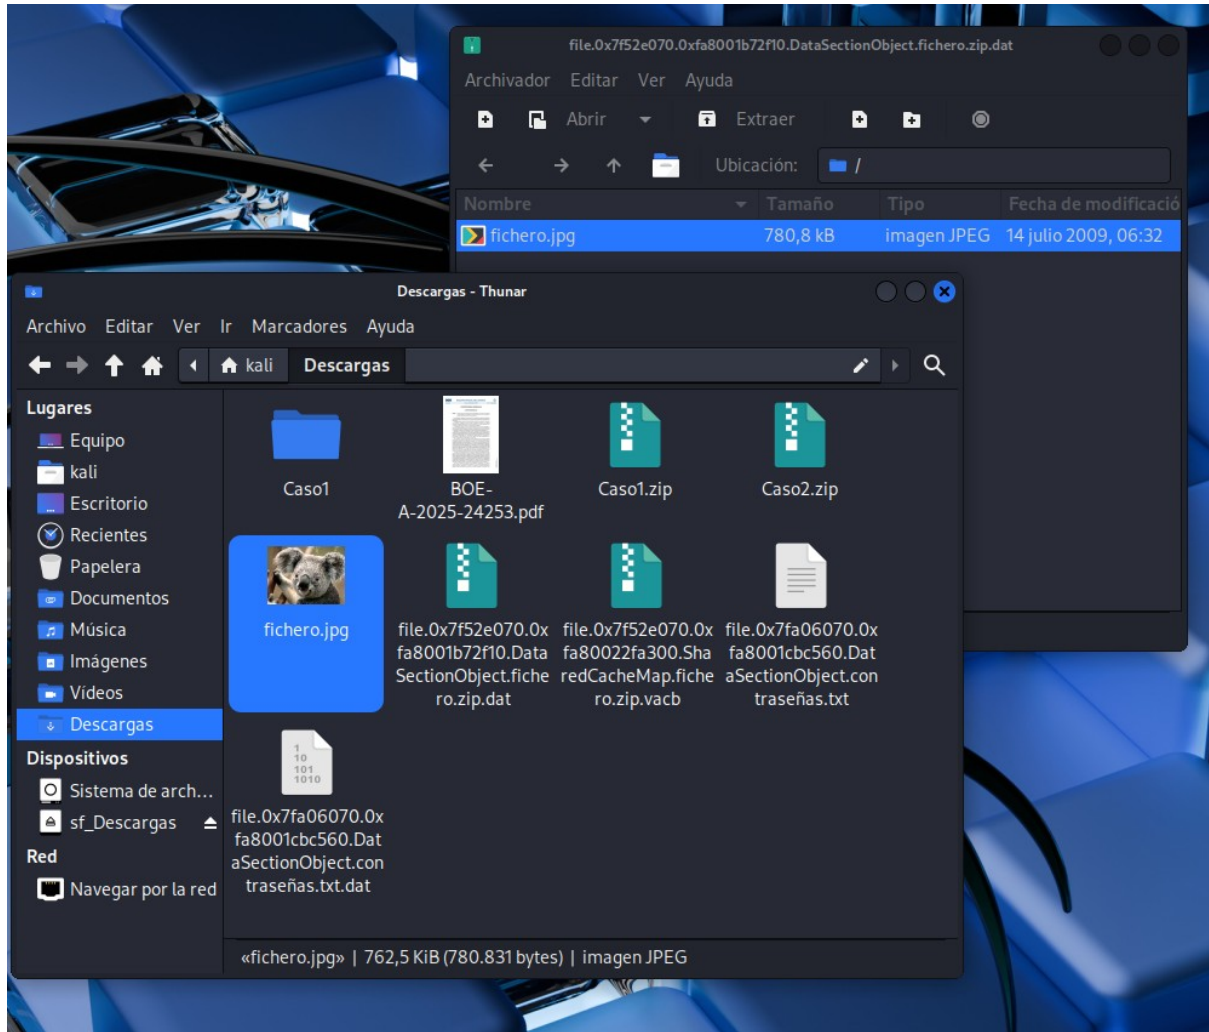 file.0x7f52e070.0xfa8001b72f10.DataSectionObject.fichero.zip.dat
Archivador Editar Ver Ayuda
Abrir Extraer
Ubicación: /
Nombre Tamaño Tipo Fecha de modificació
fichero.jpg 780,8 kB imagen JPEG 14 julio 2009, 06:32
Descargas - Thunar
Archivo Editar Ver Ir Marcadores Ayuda
kali Descargas
Lugares
Equipo
kali
Escritorio
Recientes
Papelera
Documentos
Música
Imágenes
Vídeos
Descargas
Dispositivos
Sistema de arch...
sf_Descargas
Red
Navegar por la red
Caso1
BOE-
A-2025-24253.pdf
Caso1.zip
Caso2.zip
fichero.jpg
file.0x7f52e070.0x
fa8001b72f10.Data
SectionObject.fiche
ro.zip.dat
file.0x7f52e070.0x
fa80022fa300.Sha
redCacheMap.fiche
ro.zip.vacb
file.0x7fa06070.0x
fa8001cbc560.Dat
aSectionObject.con
traseñas.txt
1
10
101
1010
file.0x7fa06070.0x
fa8001cbc560.Dat
aSectionObject.con
traseñas.txt.dat
«fichero.jpg» | 762,5 KiB (780.831 bytes) | imagen JPEG